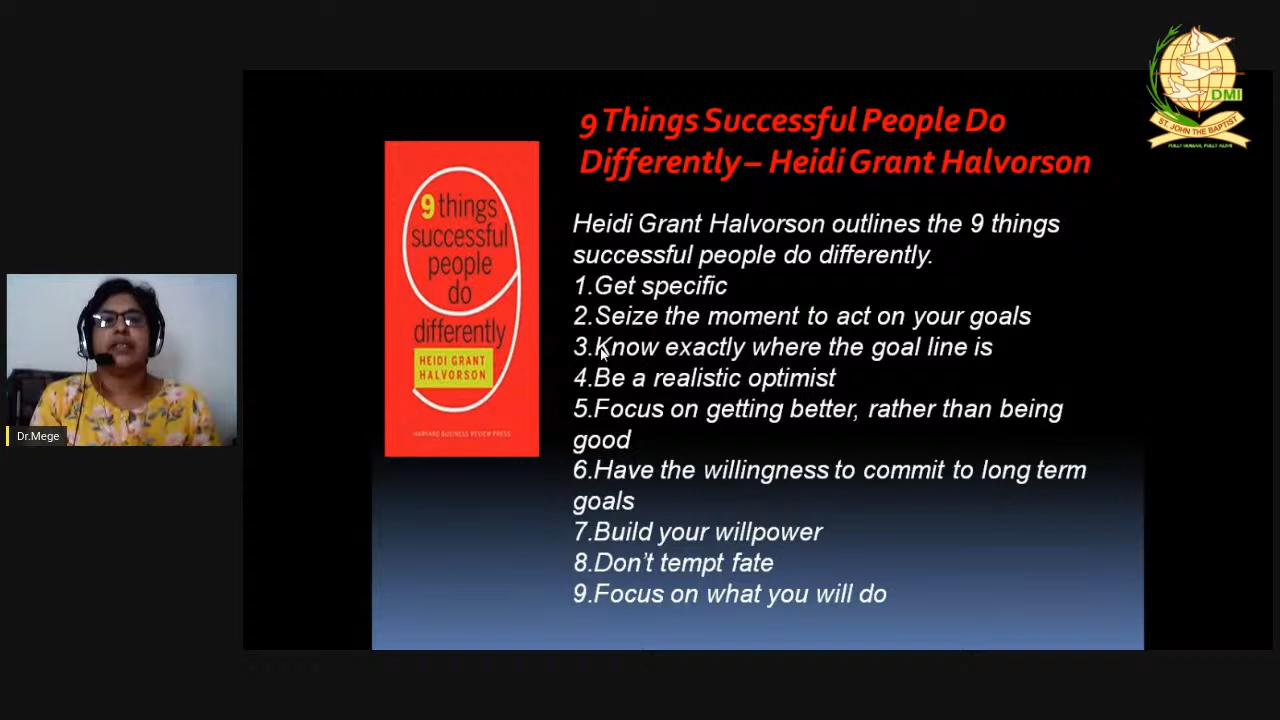 DMI
ST. JOHN THE BAPTIST
FULLY HUMAN, FULLY ALIVE
9 Things Successful People Do
Differently – Heidi Grant Halvorson
9 things
successful
people
do
differently
HEIDI GRANT
HALVORSON
HARVARD BUSINESS REVIEW PRESS
Heidi Grant Halvorson outlines the 9 things
successful people do differently.
1.Get specific
2.Seize the moment to act on your goals
3.Know exactly where the goal line is
4.Be a realistic optimist
5.Focus on getting better, rather than being
good
6.Have the willingness to commit to long term
goals
7.Build your willpower
8.Don't tempt fate
9.Focus on what you will do
Dr.Mege